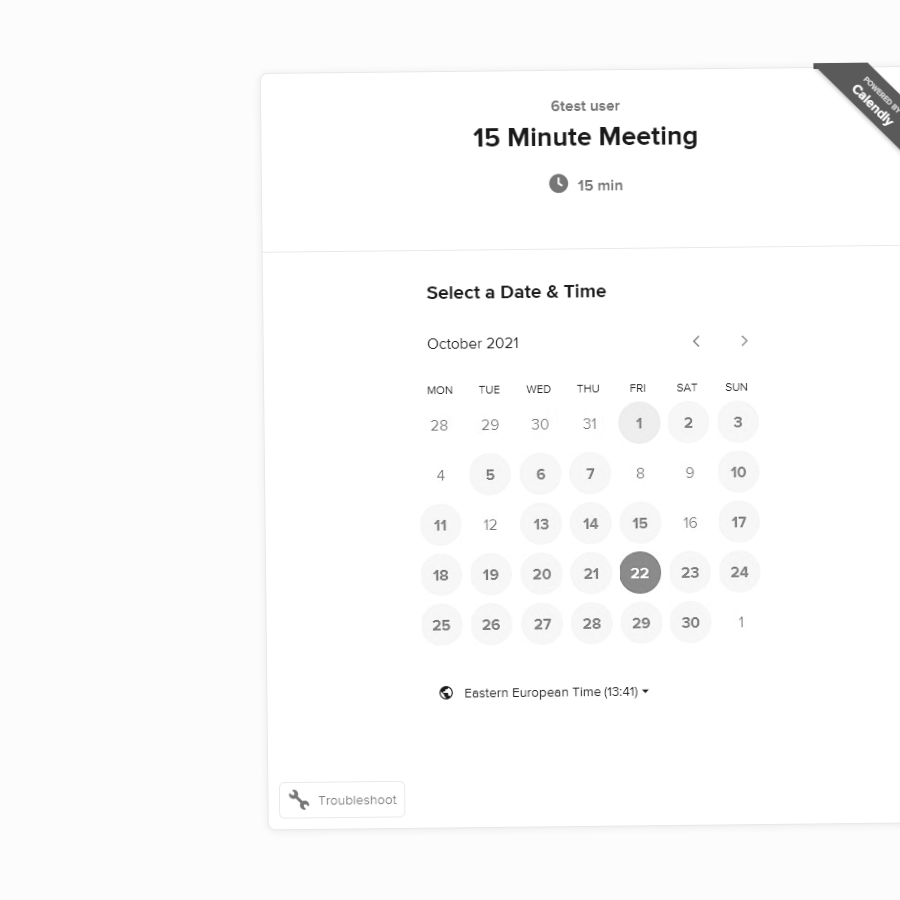 POWERED BY
Calendly
6test user
15 Minute Meeting
15 min
Select a Date & Time
October 2021
MON TUE WED THU FRI SAT SUN
28 29 30 31 1 2 3
4 5 6 7 8 9 10
11 12 13 14 15 16 17
18 19 20 21 22 23 24
25 26 27 28 29 30 1
Eastern European Time (13:41)
Troubleshoot